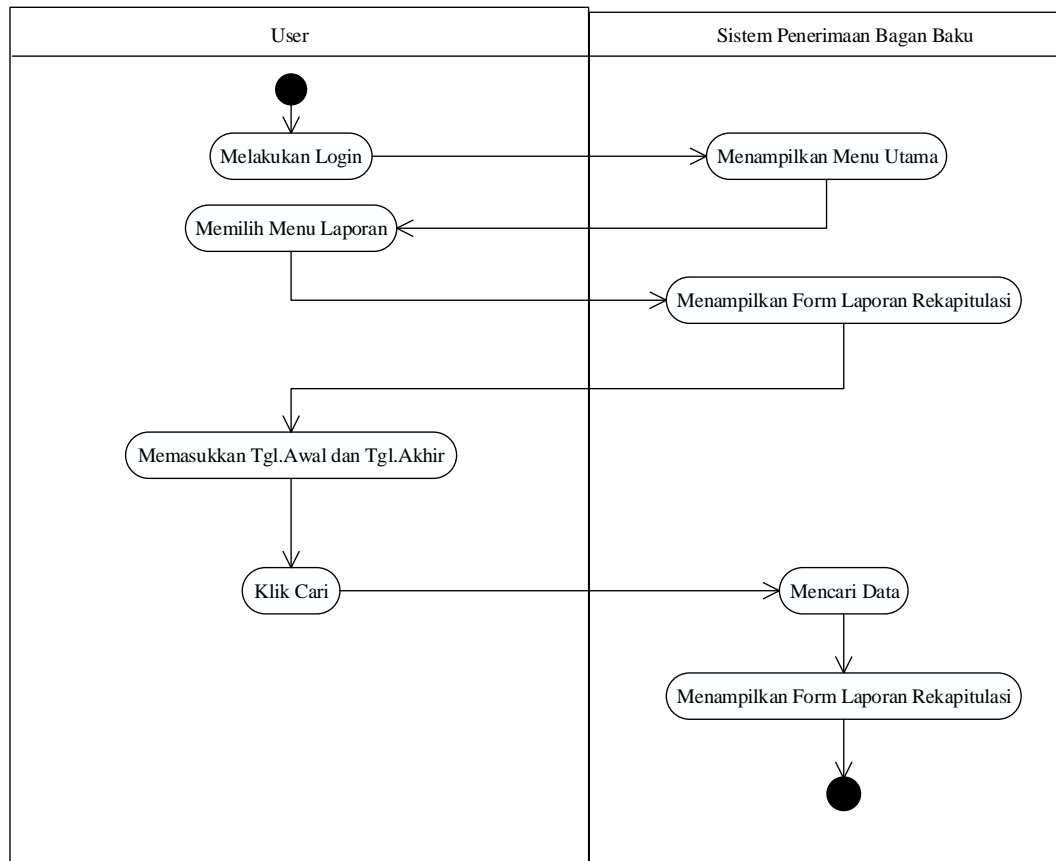 User
Sistem Penerimaan Bagan Baku
Melakukan Login
Menampilkan Menu Utama
Memilih Menu Laporan
Menampilkan Form Laporan Rekapitulasi
Memasukkan Tgl.Awal dan Tgl.Akhir
Klik Cari
Mencari Data
Menampilkan Form Laporan Rekapitulasi